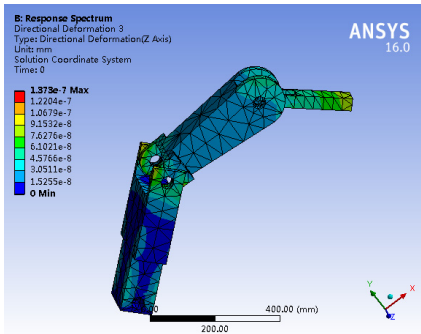 B: Response Spectrum
Directional Deformation 3
Type: Directional Deformation(Z Axis)
Unit: mm
Solution Coordinate System
Time: 0
ANSYS
16.0
1.373e-7 Max
1.2204e-7
1.0679e-7
9.1532e-8
7.6276e-8
6.1021e-8
4.5766e-8
3.0511e-8
1.5255e-8
0 Min
400.00 (mm)
200.00
Y
X
Z